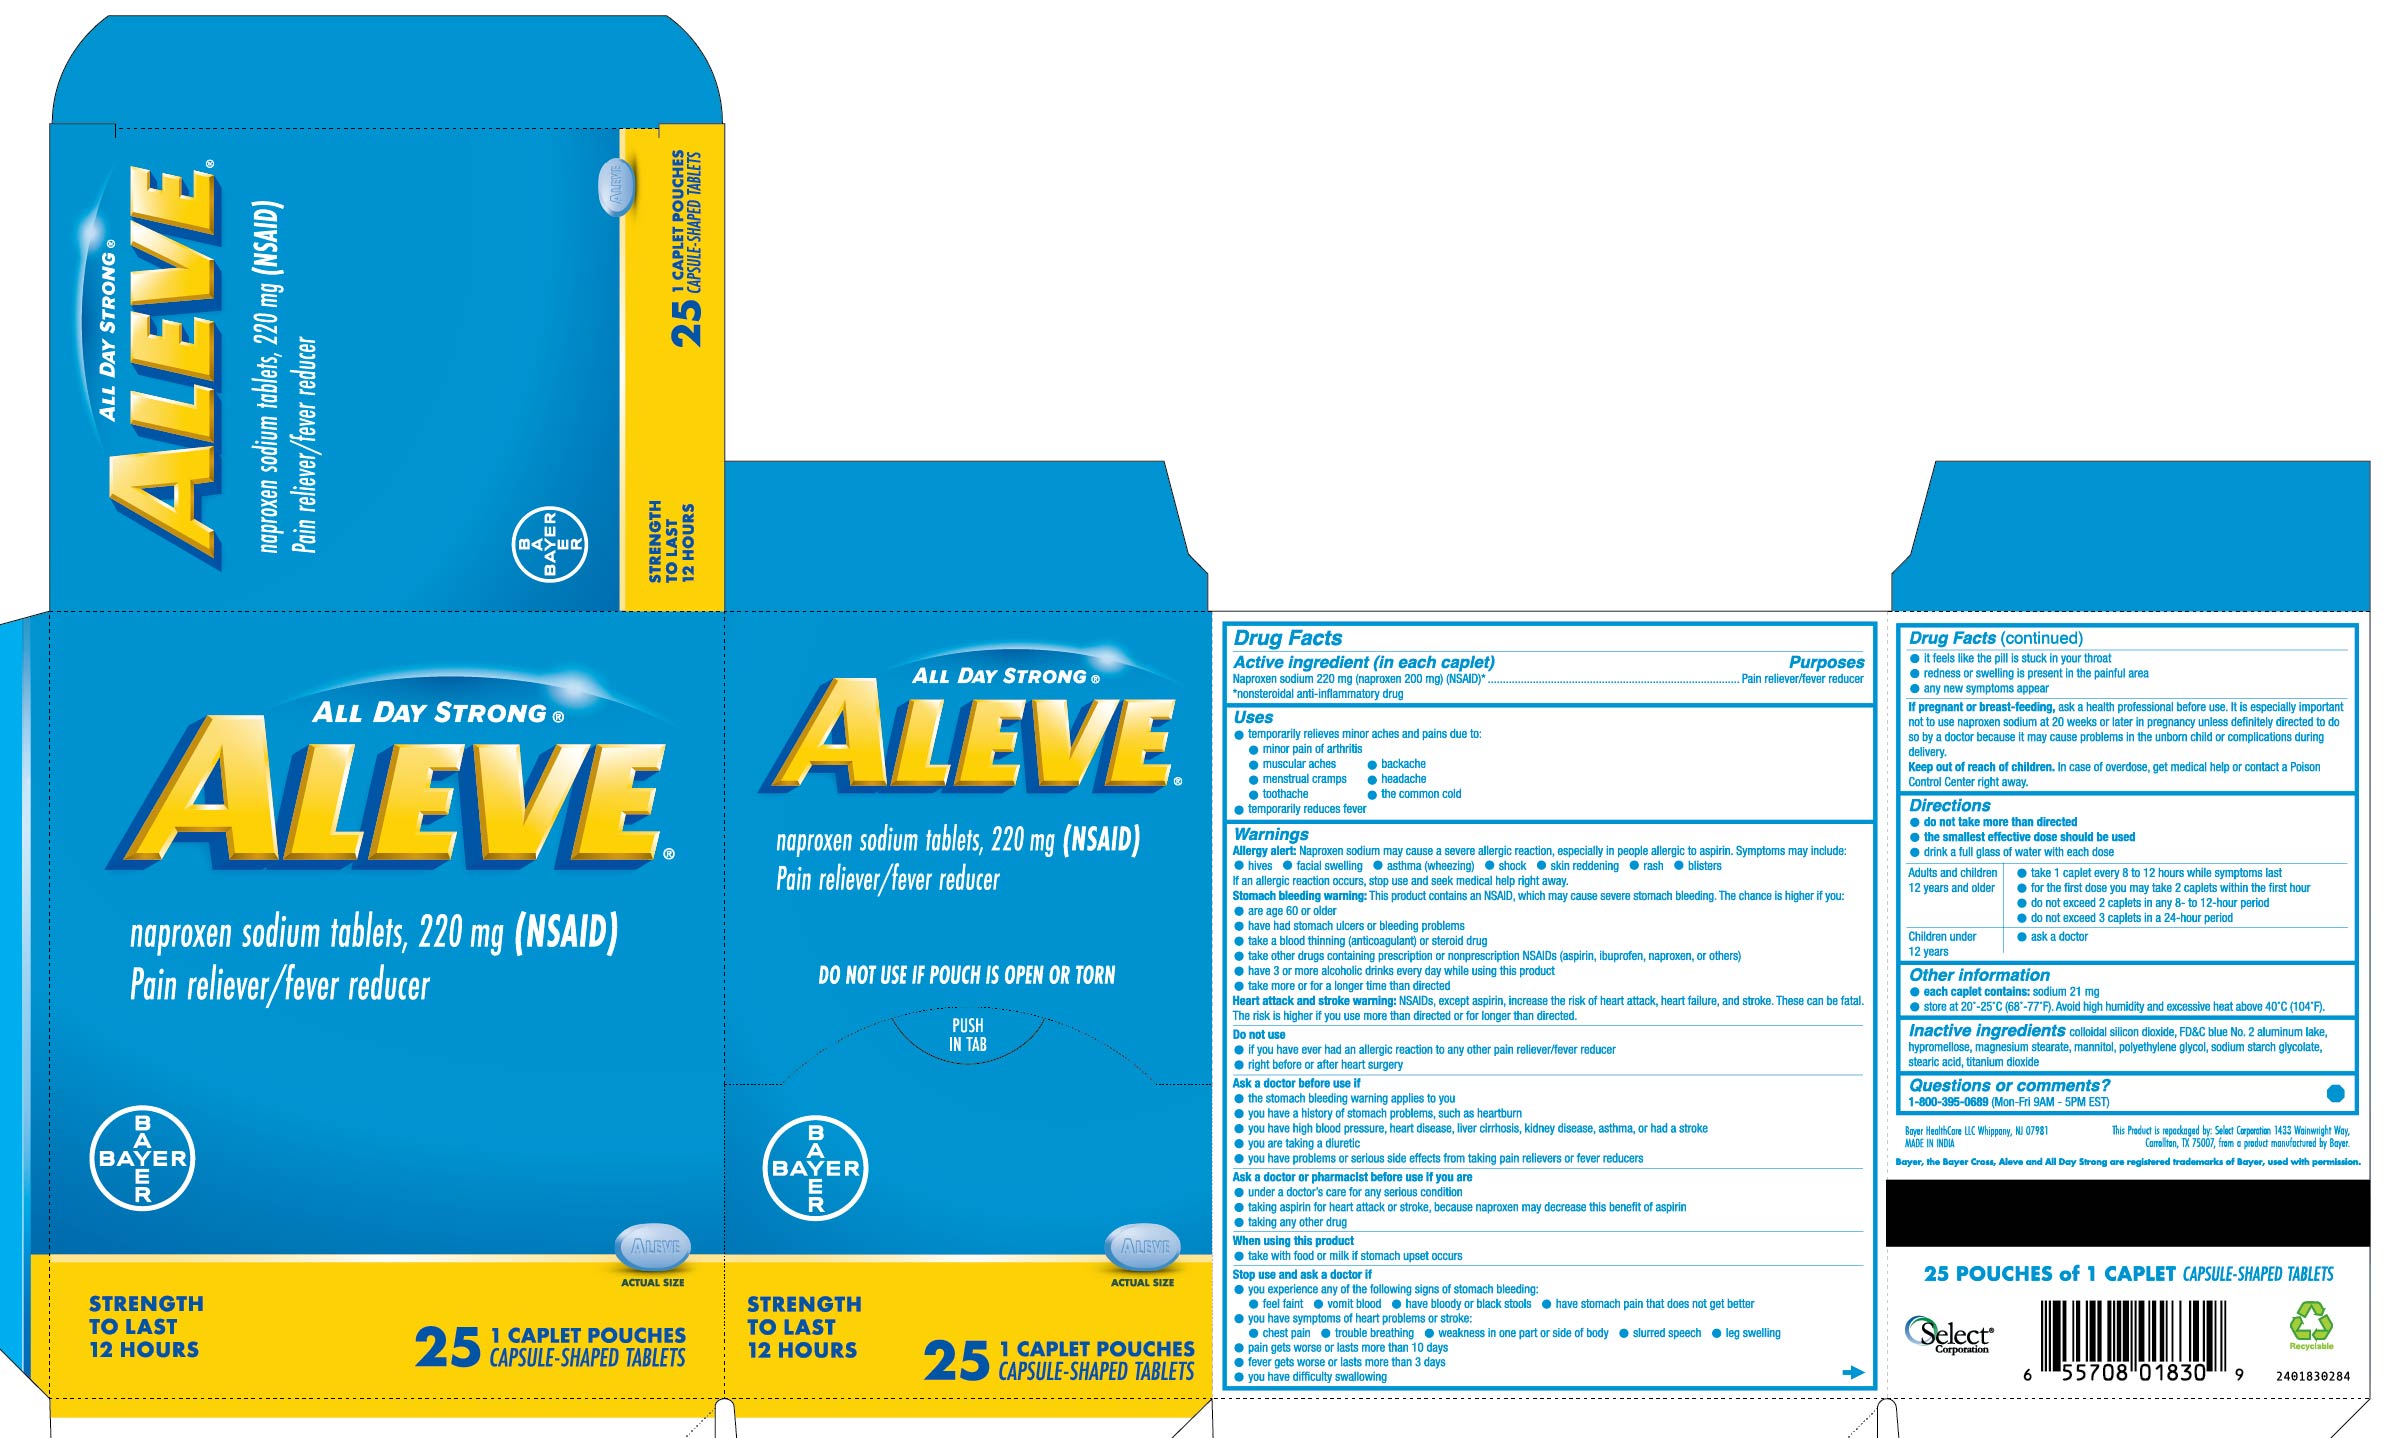 ALL DAY STRONG®
ALEVE®
naproxen sodium tablets, 220 mg (NSAID)
Pain reliever/fever reducer
BAYER
BAYER
STRENGTH
TO LAST
12 HOURS
ALEVE
25 1 CAPLET POUCHES
CAPSULE-SHAPED TABLETS
ALL DAY STRONG®
ALEVE®
naproxen sodium tablets, 220 mg (NSAID)
Pain reliever/fever reducer
BAYER
BAYER
ALEVE
ACTUAL SIZE
STRENGTH
TO LAST
12 HOURS
25 1 CAPLET POUCHES
CAPSULE-SHAPED TABLETS
ALL DAY STRONG®
ALEVE®
naproxen sodium tablets, 220 mg (NSAID)
Pain reliever/fever reducer
DO NOT USE IF POUCH IS OPEN OR TORN
PUSH
IN TAB
BAYER
BAYER
ALEVE
ACTUAL SIZE
STRENGTH
TO LAST
12 HOURS
25 1 CAPLET POUCHES
CAPSULE-SHAPED TABLETS
Drug Facts
Active ingredient (in each caplet) Purposes
Naproxen sodium 220 mg (naproxen 200 mg) (NSAID)* ........ Pain reliever/fever reducer
*nonsteroidal anti-inflammatory drug
Uses
● temporarily relieves minor aches and pains due to:
● minor pain of arthritis
● muscular aches ● backache
● menstrual cramps ● headache
● toothache ● the common cold
● temporarily reduces fever
Warnings
Allergy alert: Naproxen sodium may cause a severe allergic reaction, especially in people allergic to aspirin. Symptoms may include:
● hives ● facial swelling ● asthma (wheezing) ● shock ● skin reddening ● rash ● blisters
If an allergic reaction occurs, stop use and seek medical help right away.
Stomach bleeding warning: This product contains an NSAID, which may cause severe stomach bleeding. The chance is higher if you:
● are age 60 or older
● have had stomach ulcers or bleeding problems
● take a blood thinning (anticoagulant) or steroid drug
● take other drugs containing prescription or nonprescription NSAIDs (aspirin, ibuprofen, naproxen, or others)
● have 3 or more alcoholic drinks every day while using this product
● take more or for a longer time than directed
Heart attack and stroke warning: NSAIDs, except aspirin, increase the risk of heart attack, heart failure, and stroke. These can be fatal.
The risk is higher if you use more than directed or for longer than directed.
Do not use
● if you have ever had an allergic reaction to any other pain reliever/fever reducer
● right before or after heart surgery
Ask a doctor before use if
● the stomach bleeding warning applies to you
● you have a history of stomach problems, such as heartburn
● you have high blood pressure, heart disease, liver cirrhosis, kidney disease, asthma, or had a stroke
● you are taking a diuretic
● you have problems or serious side effects from taking pain relievers or fever reducers
Ask a doctor or pharmacist before use if you are
● under a doctor's care for any serious condition
● taking aspirin for heart attack or stroke, because naproxen may decrease this benefit of aspirin
● taking any other drug
When using this product
● take with food or milk if stomach upset occurs
Stop use and ask a doctor if
● you experience any of the following signs of stomach bleeding:
● feel faint ● vomit blood ● have bloody or black stools ● have stomach pain that does not get better
● you have symptoms of heart problems or stroke:
● chest pain ● trouble breathing ● weakness in one part or side of body ● slurred speech ● leg swelling
● pain gets worse or lasts more than 10 days
● fever gets worse or lasts more than 3 days
● you have difficulty swallowing
Drug Facts (continued)
● it feels like the pill is stuck in your throat
● redness or swelling is present in the painful area
● any new symptoms appear
If pregnant or breast-feeding, ask a health professional before use. It is especially important
not to use naproxen sodium at 20 weeks or later in pregnancy unless definitely directed to do
so by a doctor because it may cause problems in the unborn child or complications during
delivery.
Keep out of reach of children. In case of overdose, get medical help or contact a Poison
Control Center right away.
Directions
● do not take more than directed
● the smallest effective dose should be used
● drink a full glass of water with each dose
Adults and children ● take 1 caplet every 8 to 12 hours while symptoms last
12 years and older ● for the first dose you may take 2 caplets within the first hour
● do not exceed 2 caplets in any 8- to 12-hour period
● do not exceed 3 caplets in a 24-hour period
Children under ● ask a doctor
12 years
Other information
● each caplet contains: sodium 21 mg
● store at 20˚-25˚C (68˚-77˚F). Avoid high humidity and excessive heat above 40˚C (104˚F).
Inactive ingredients colloidal silicon dioxide, FD&C blue No. 2 aluminum lake,
hypromellose, magnesium stearate, mannitol, polyethylene glycol, sodium starch glycolate,
stearic acid, titanium dioxide
Questions or comments?
1-800-395-0689 (Mon-Fri 9AM - 5PM EST)
Bayer HealthCare LLC Whippany, NJ 07981
MADE IN INDIA
This Product is repackaged by: Select Corporation 1433 Wainwright Way,
Carrollton, TX 75007, from a product manufactured by Bayer.
Bayer, the Bayer Cross, Aleve and All Day Strong are registered trademarks of Bayer, used with permission.
25 POUCHES of 1 CAPLET CAPSULE-SHAPED TABLETS
Select®
Corporation
6 55708 01830 9
Recyclable
2401830284